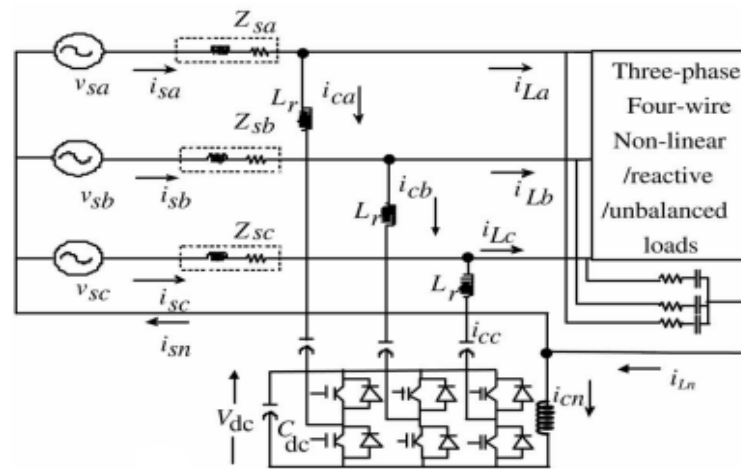 Z_sa
v_sa
i_sa
L_r
i_ca
i_La
Three-phase
Four-wire
Non-linear
/reactive
/unbalanced
loads
Z_sb
v_sb
i_sb
L_r
i_cb
i_Lb
Z_sc
v_sc
i_sc
L_r
i_Lc
i_sn
i_cc
i_Ln
i_cn
V_dc
C_dc